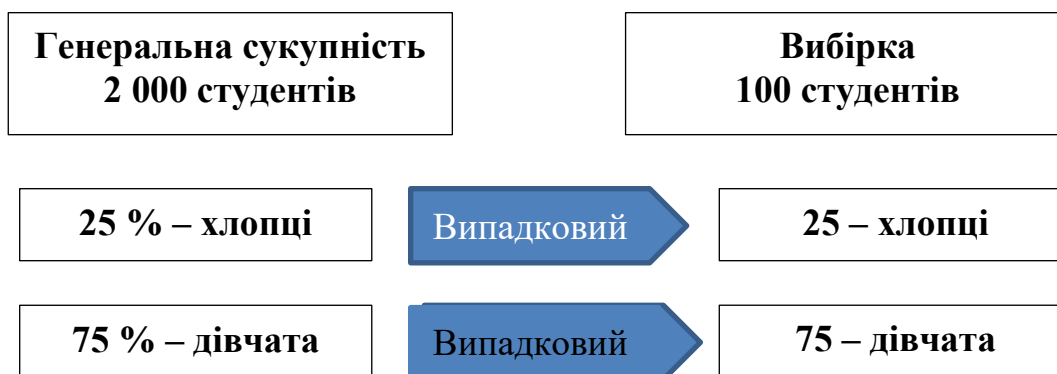 Генеральна сукупність
2 000 студентів
Вибірка
100 студентів
25 % – хлопці
Випадковий
25 – хлопці
75 % – дівчата
Випадковий
75 – дівчата